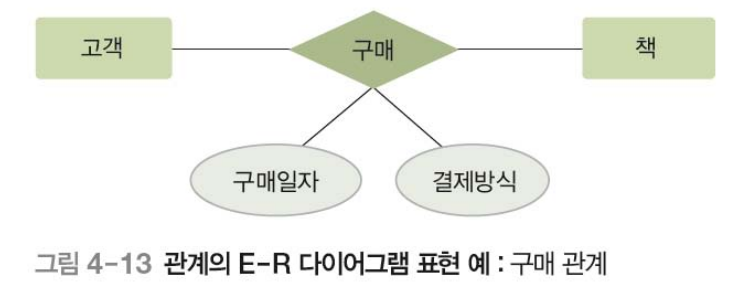 고객 구매 책
구매일자 결제방식
그림 4-13 관계의 E-R 다이어그램 표현 예 : 구매 관계